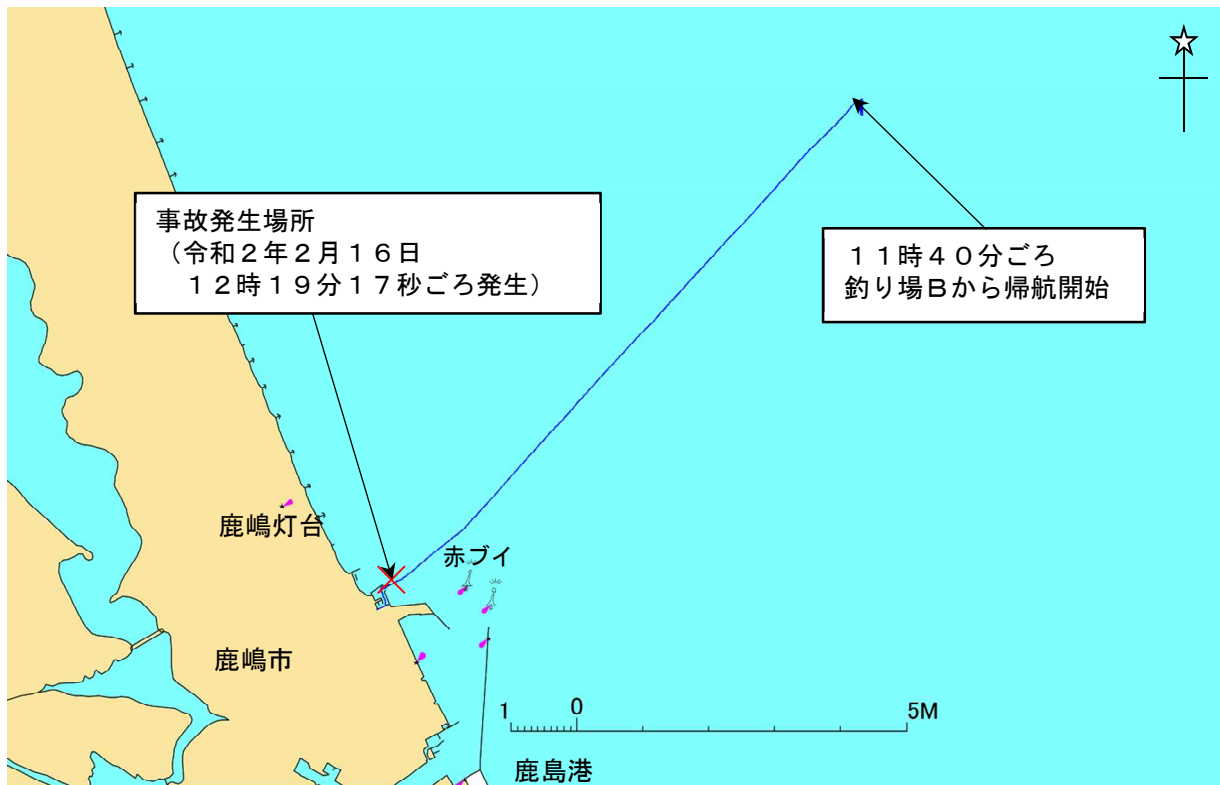 事故発生場所
（令和２年２月１６日
１２時１９分１７秒ごろ発生）
１１時４０分ごろ
釣り場Ｂから帰航開始
鹿嶋灯台
赤ブイ
鹿嶋市
1 0 5M
鹿島港